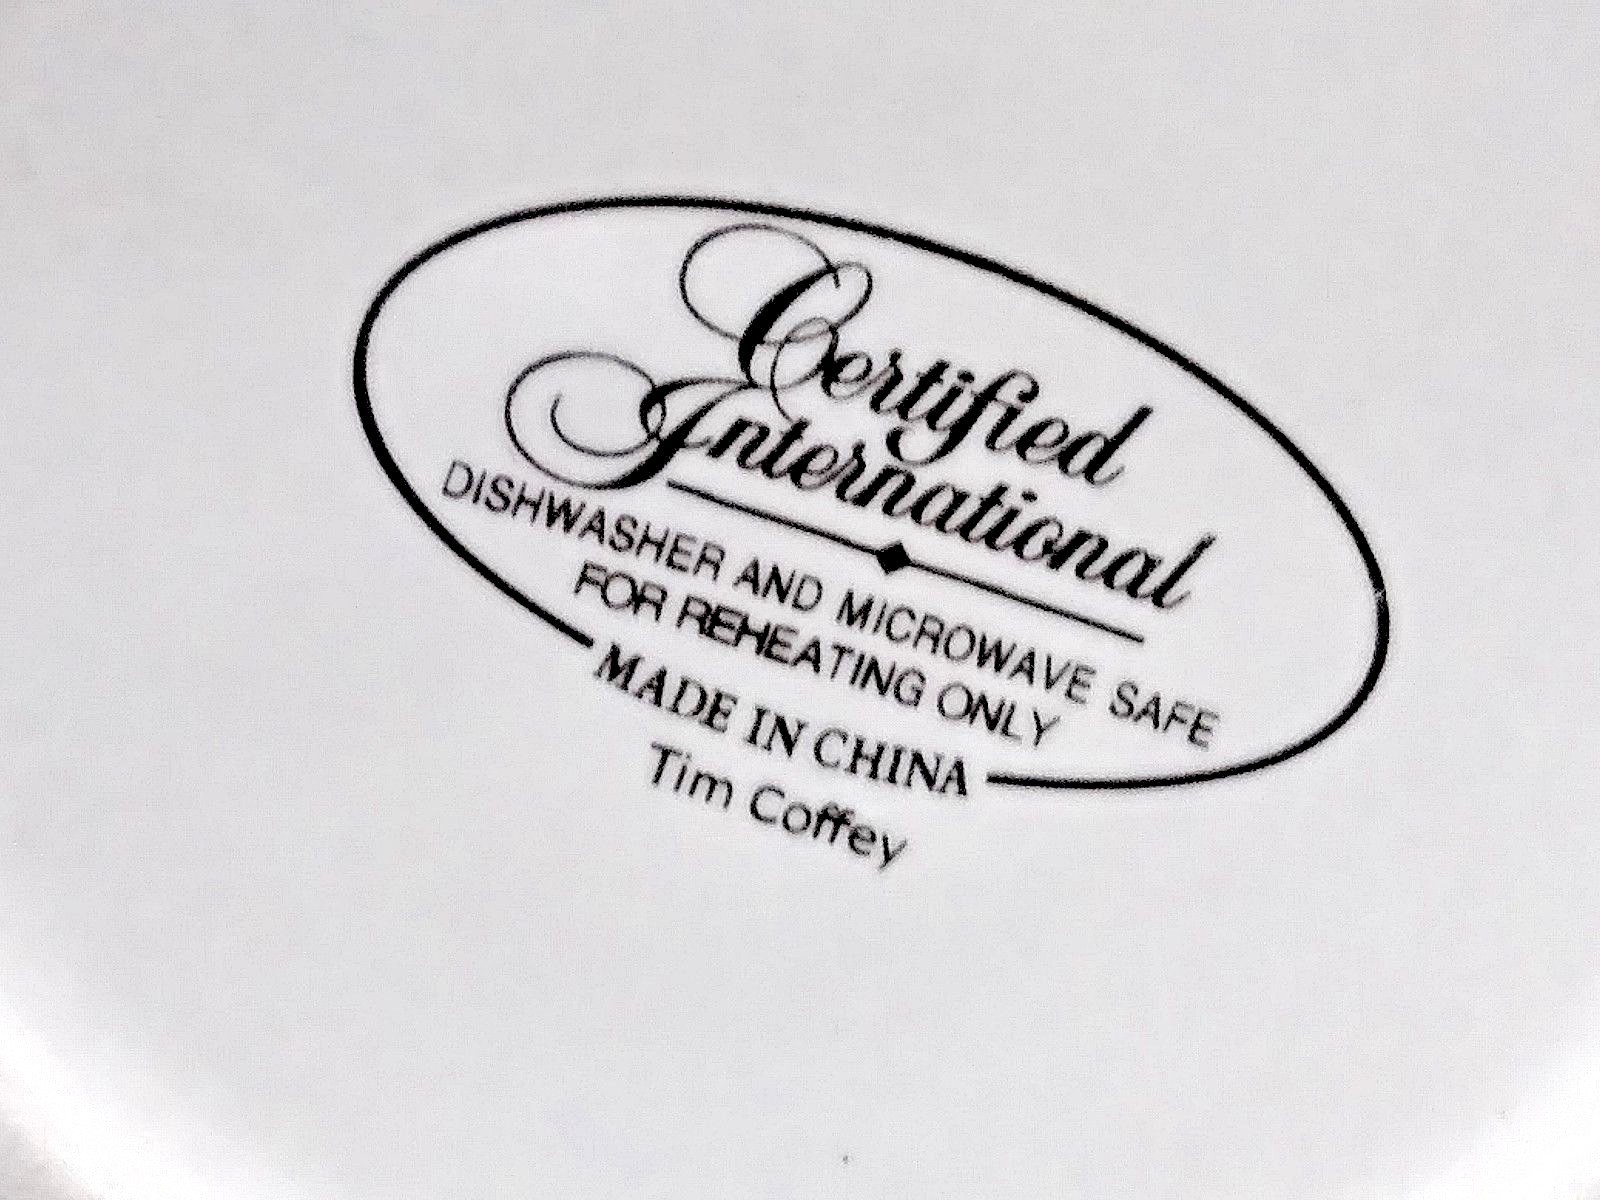 Certified
International
DISHWASHER AND MICROWAVE SAFE
FOR REHEATING ONLY
MADE IN CHINA
Tim Coffey